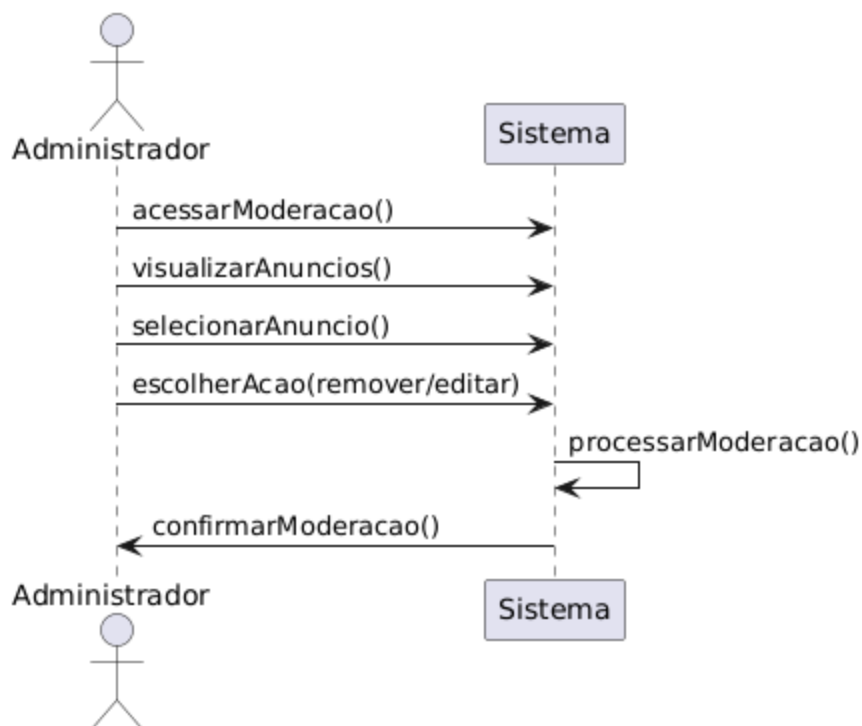 Administrador
Sistema
acessarModeracao()
visualizarAnuncios()
selecionarAnuncio()
escolherAcao(remover/editar)
processarModeracao()
confirmarModeracao()
Administrador
Sistema